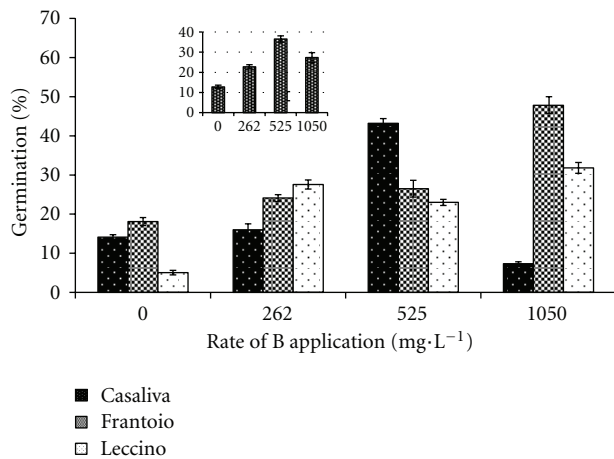 70
60
50
40
30
20
10
0
Germination (%)
40
30
20
10
0
0 262 525 1050
0 262 525 1050
Rate of B application (mg·L⁻¹)
Casaliva
Frantoio
Leccino